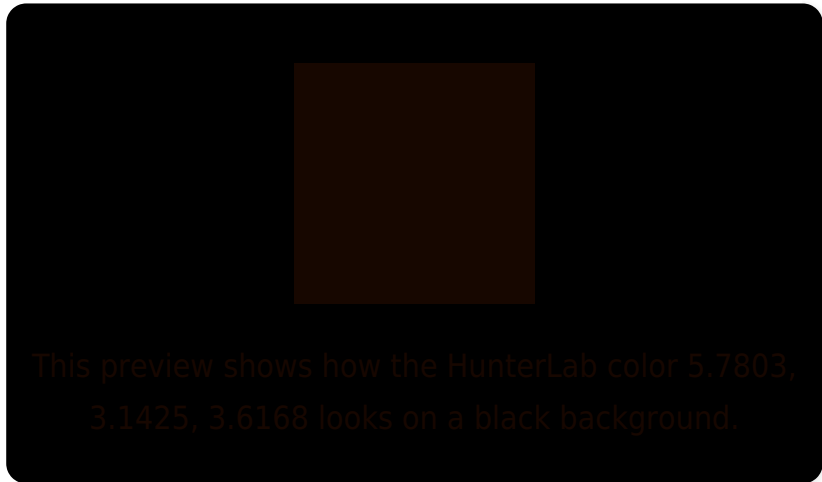 This preview shows how the HunterLab color 5.7803,
3.1425, 3.6168 looks on a black background.